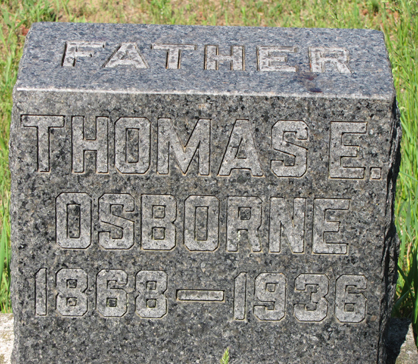 FATHER
THOMAS E.
OSBORNE
1868–1936